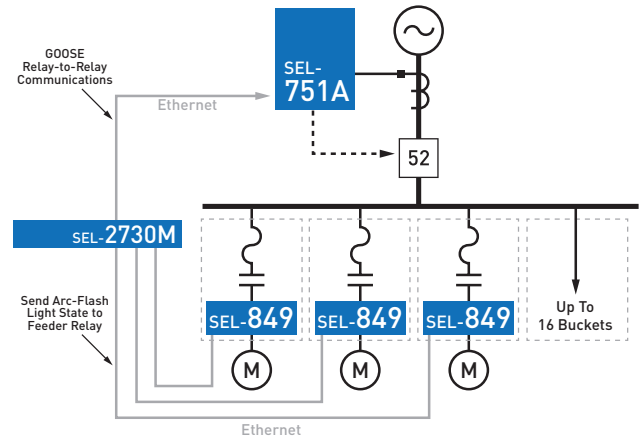 GOOSE
Relay-to-Relay
Communications
Ethernet
SEL-
751A
52
SEL-2730M
Send Arc-Flash
Light State to
Feeder Relay
SEL-849
SEL-849
SEL-849
Up To
16 Buckets
M
M
M
Ethernet